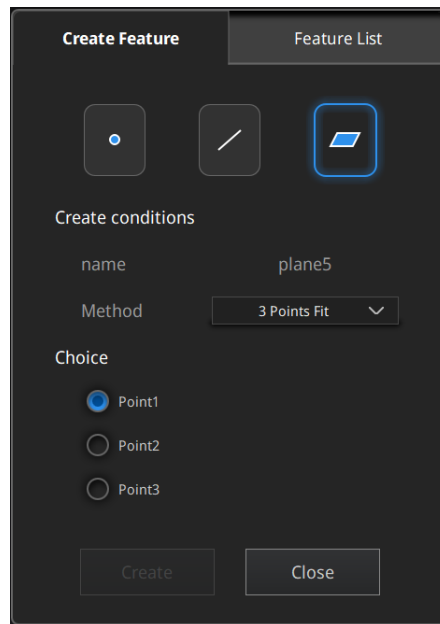 Create Feature Feature List
Create conditions
name plane5
Method 3 Points Fit
Choice
Point1
Point2
Point3
Create Close